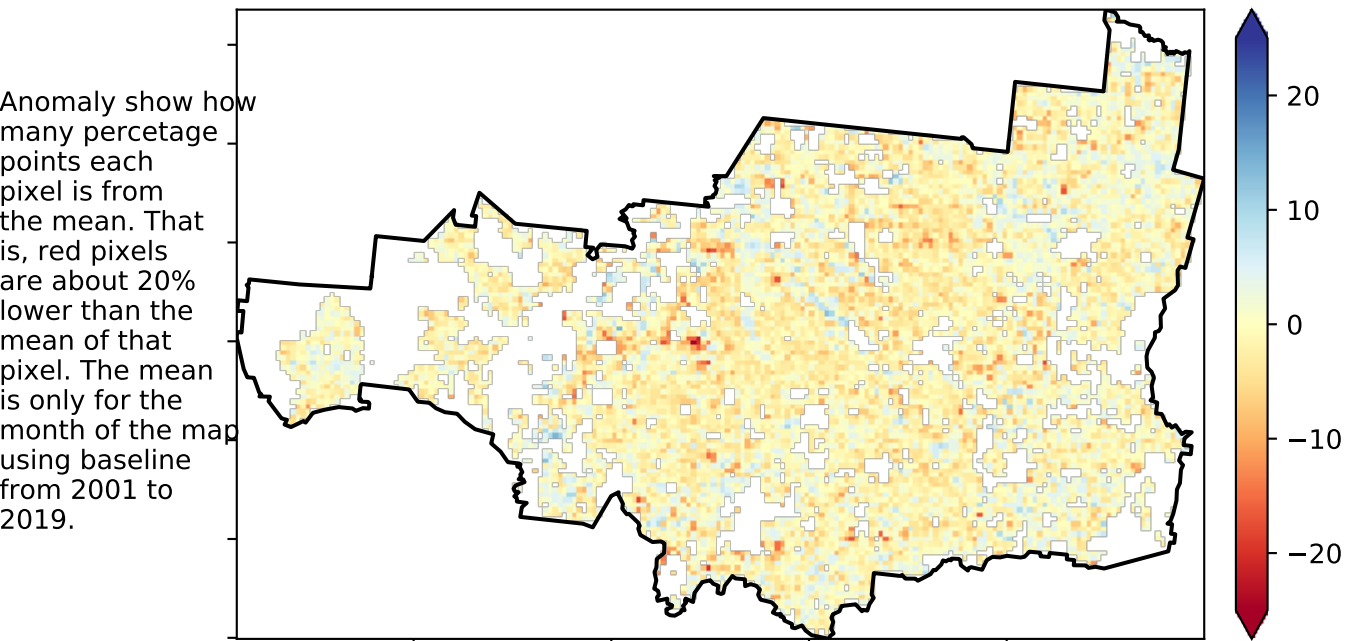 Anomaly show how
many percetage
points each
pixel is from
the mean. That
is, red pixels
are about 20%
lower than the
mean of that
pixel. The mean
is only for the
month of the map
using baseline
from 2001 to
2019.
20
10
0
−10
−20